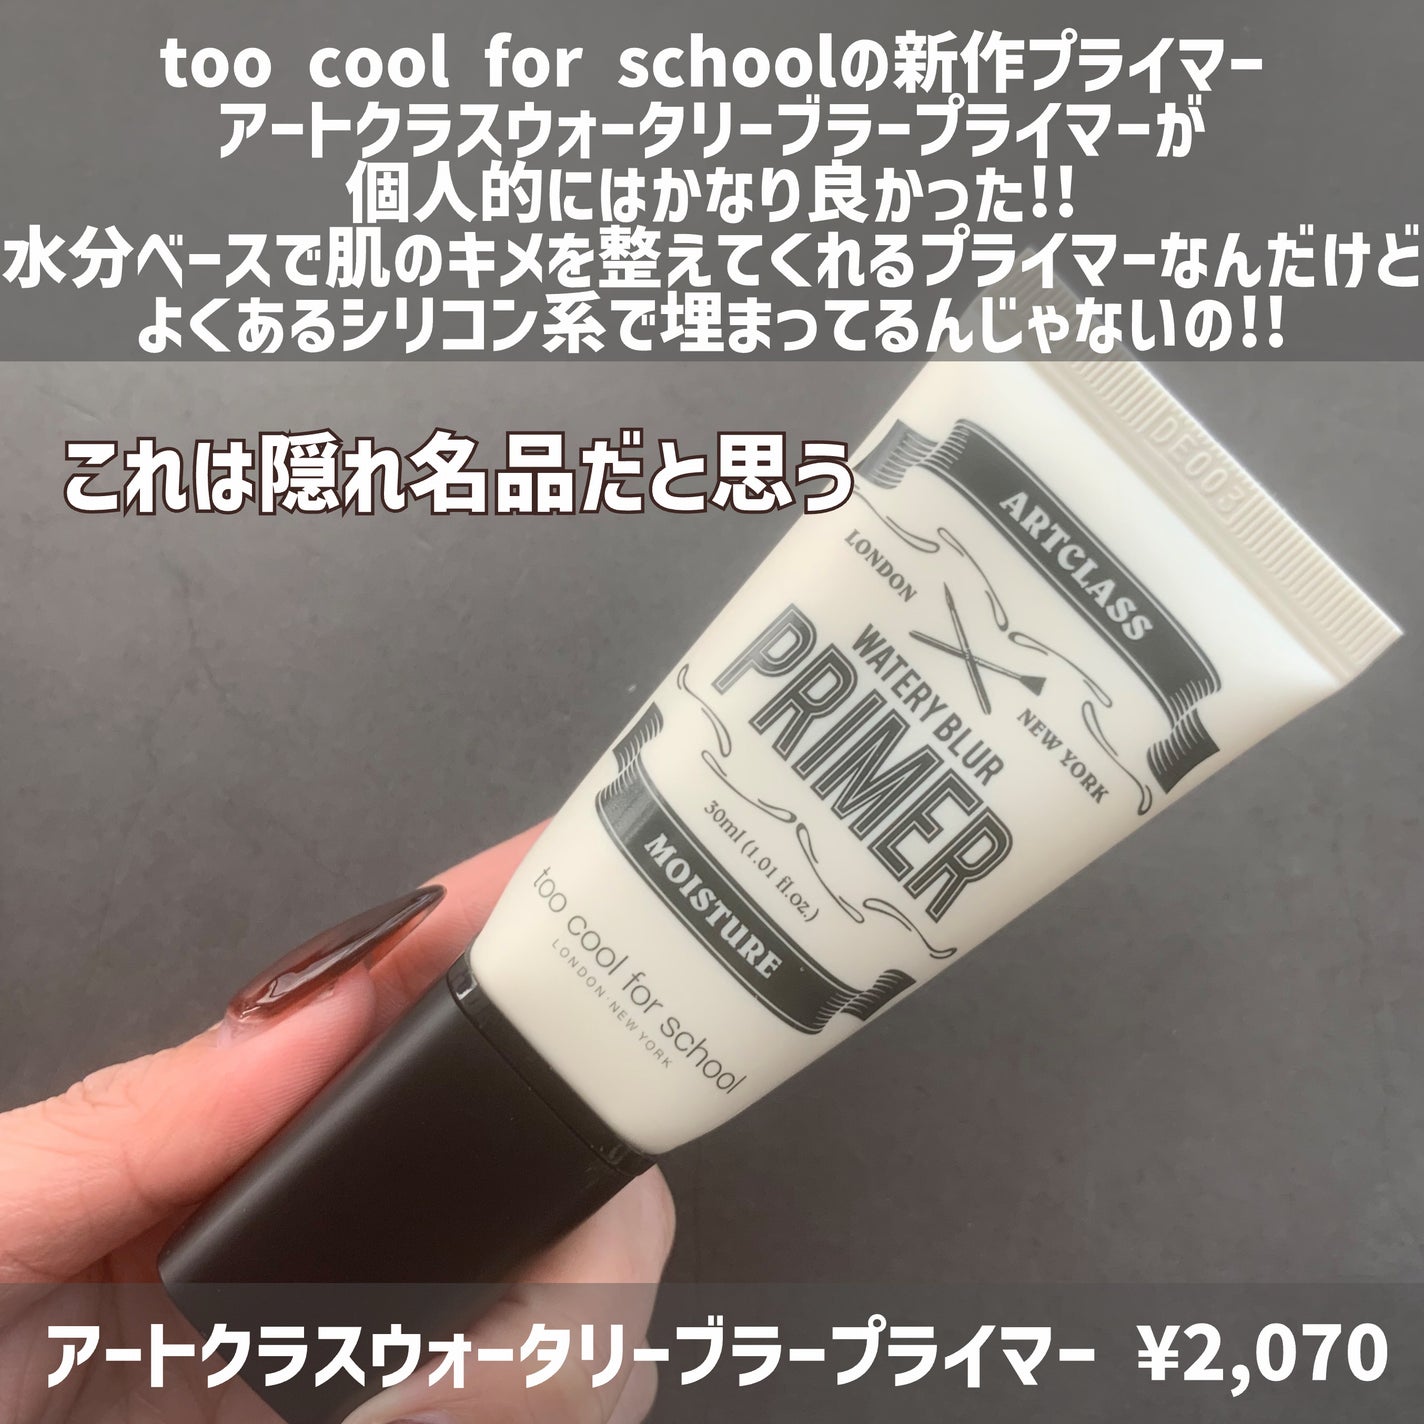 too cool for schoolの新作プライマー
アートクラスウォータリーブラープライマーが
個人的にはかなり良かった!!
水分ベースで肌のキメを整えてくれるプライマーなんだけど
よくあるシリコン系で埋まってるんじゃないの!!
これは隠れ名品だと思う
DE003
ARTCLASS
LONDON
NEW YORK
WATERY BLUR
PRIMER
30ml (1.01 fl.oz.)
MOISTURE
too cool for school
LONDON·NEW YORK
アートクラスウォータリーブラープライマー ¥2,070